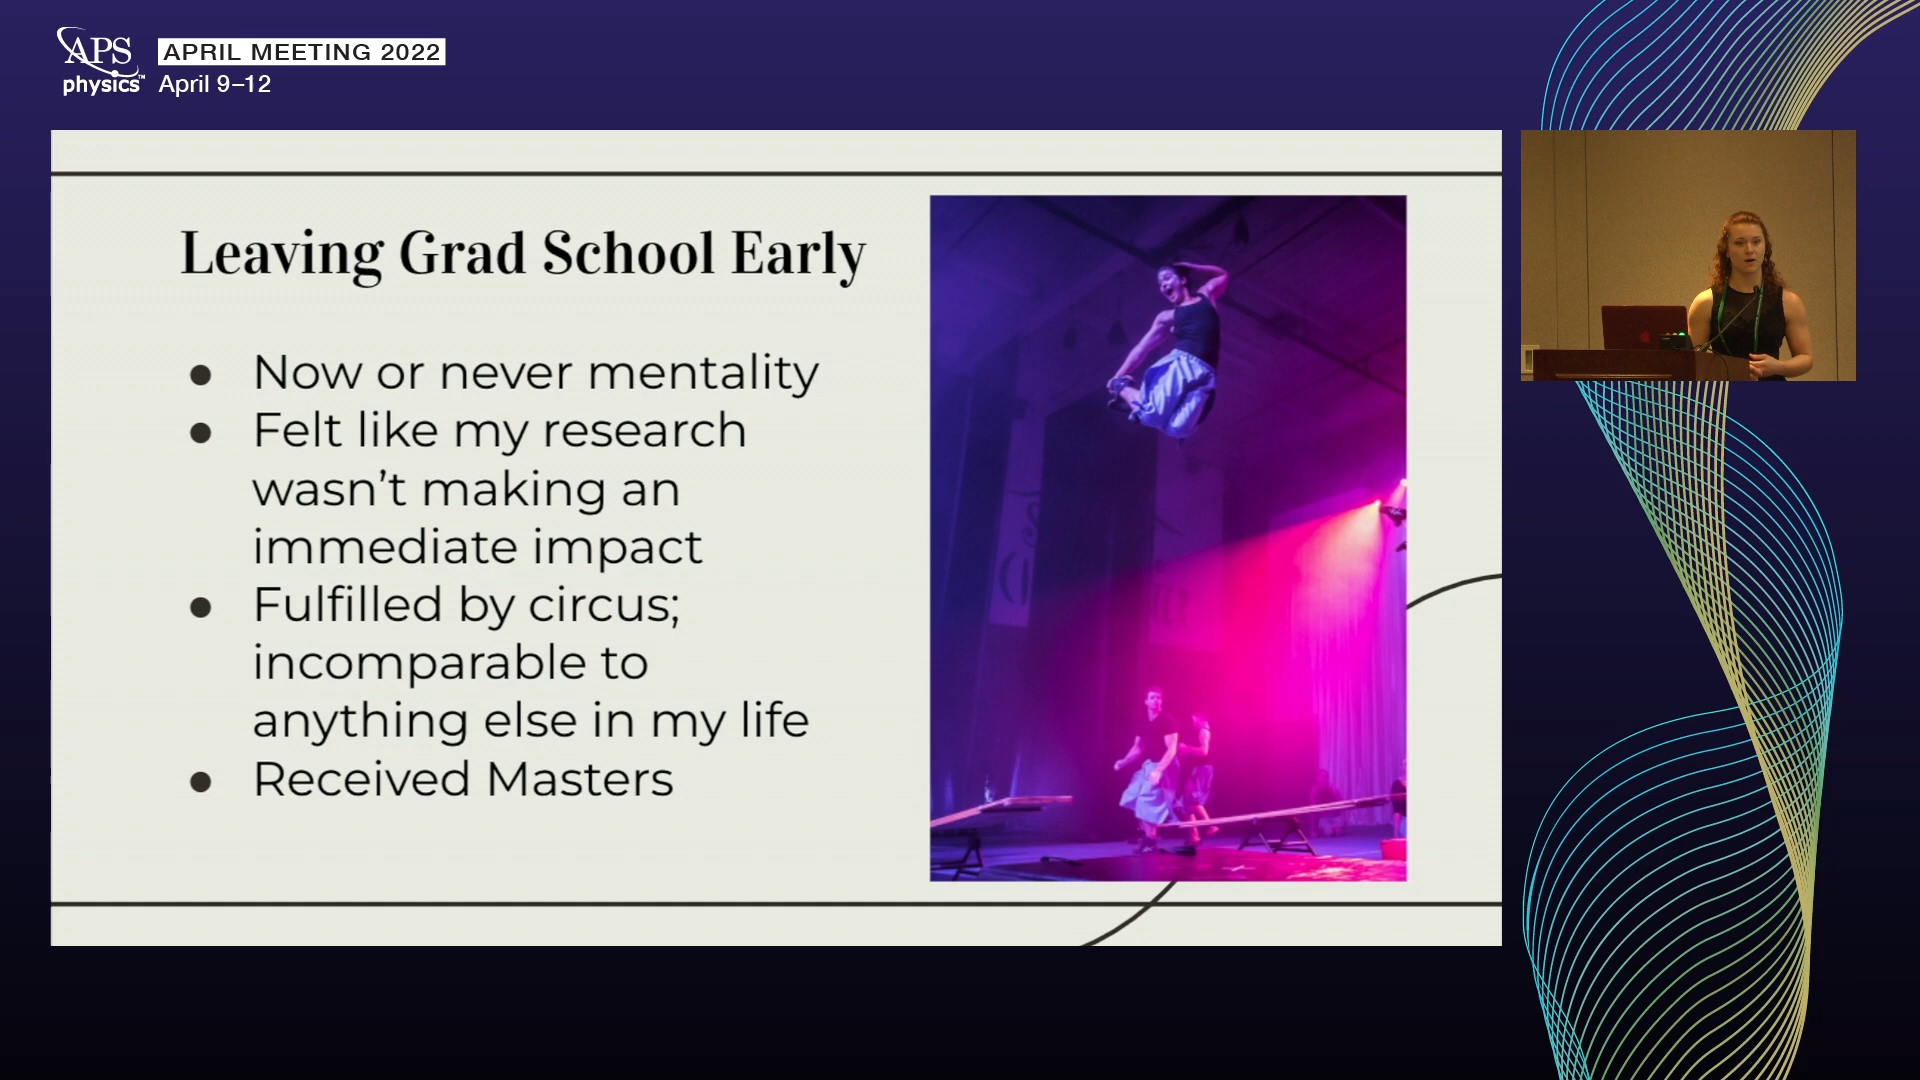 APS
physics™
APRIL MEETING 2022
April 9–12
Leaving Grad School Early
● Now or never mentality
● Felt like my research
wasn’t making an
immediate impact
● Fulfilled by circus;
incomparable to
anything else in my life
● Received Masters